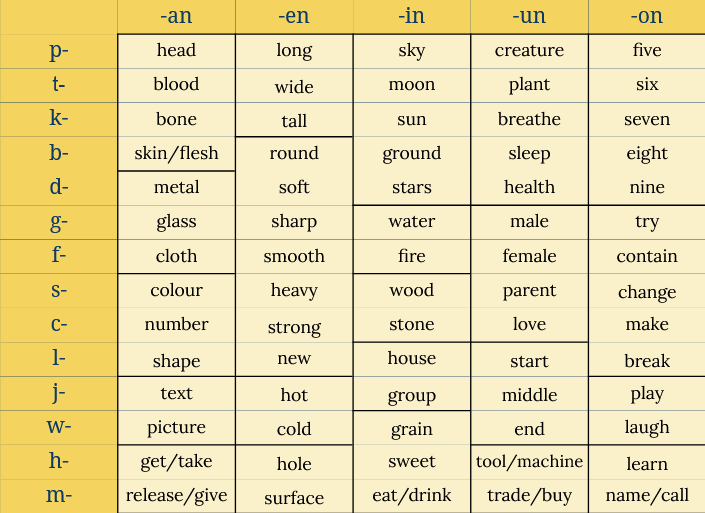 -an -en -in -un -on
p- head long sky creature five
t- blood wide moon plant six
k- bone tall sun breathe seven
b- skin/flesh round ground sleep eight
d- metal soft stars health nine
g- glass sharp water male try
f- cloth smooth fire female contain
s- colour heavy wood parent change
c- number strong stone love make
l- shape new house start break
j- text hot group middle play
w- picture cold grain end laugh
h- get/take hole sweet tool/machine learn
m- release/give surface eat/drink trade/buy name/call